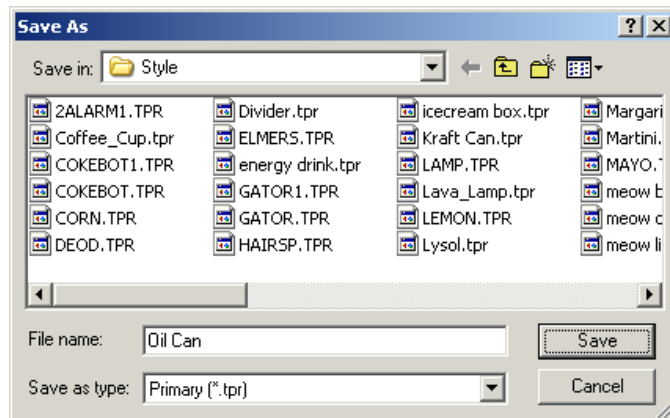 Save As
Save in: Style
2ALARM1.TPR Divider.tpr icecream box.tpr Margari
Coffee_Cup.tpr ELMERS.TPR Kraft Can.tpr Martini.
COKEBOT1.TPR energy drink.tpr LAMP.TPR MAYO.
COKEBOT.TPR GATOR1.TPR Lava_Lamp.tpr meow b
CORN.TPR GATOR.TPR LEMON.TPR meow c
DEOD.TPR HAIRSP.TPR Lysol.tpr meow li
File name: Oil Can Save
Save as type: Primary (*.tpr) Cancel